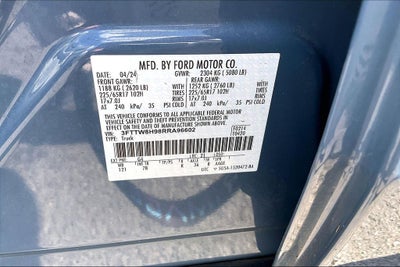 MFD. BY FORD MOTOR CO.
DATE: 04/24 GVWR: 2304 KG ( 5080 LB)
FRONT GAWR: REAR GAWR:
1188 KG ( 2620 LB) 1252 KG ( 2760 LB)
225/65R17 102H TIRES 225/65R17 102H
17x7.0J RIMS 17x7.0J
AT 240 kPa/ 35 PSI COLD AT 240 kPa/ 35 PSI COLD
THIS VEHICLE CONFORMS TO ALL APPLICABLE FEDERAL MOTOR
VEHICLE SAFETY AND THEFT PREVENTION STANDARDS IN EFFECT
ON THE DATE OF MANUFACTURE SHOWN ABOVE.
VIN: 3FTTW8H98RRA96602
TYPE: Truck
F0214